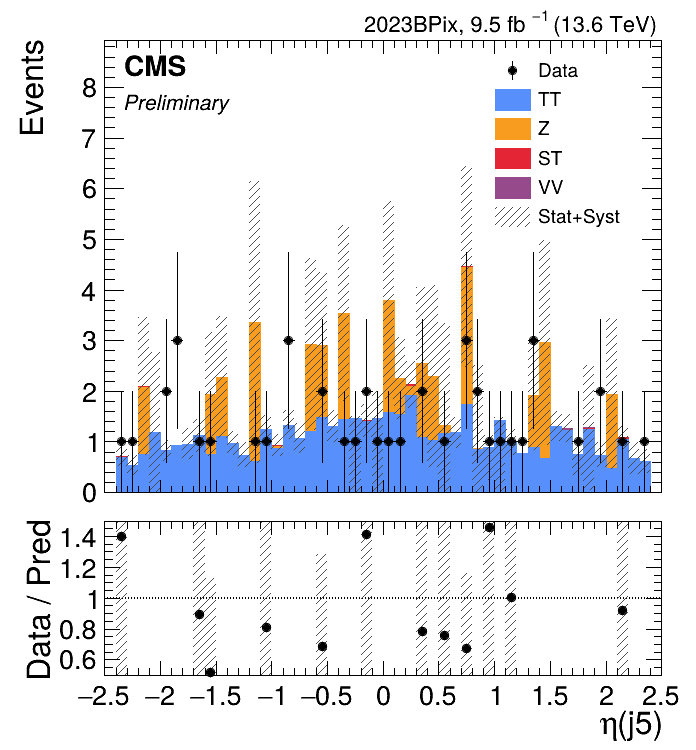 2023BPix, 9.5 fb⁻¹ (13.6 TeV)
Events
CMS
Preliminary
Data
TT
Z
ST
VV
Stat+Syst
8
7
6
5
4
3
2
1
0
Data / Pred
1.4
1.2
1
0.8
0.6
−2.5 −2 −1.5 −1 −0.5 0 0.5 1 1.5 2 2.5
η(j5)